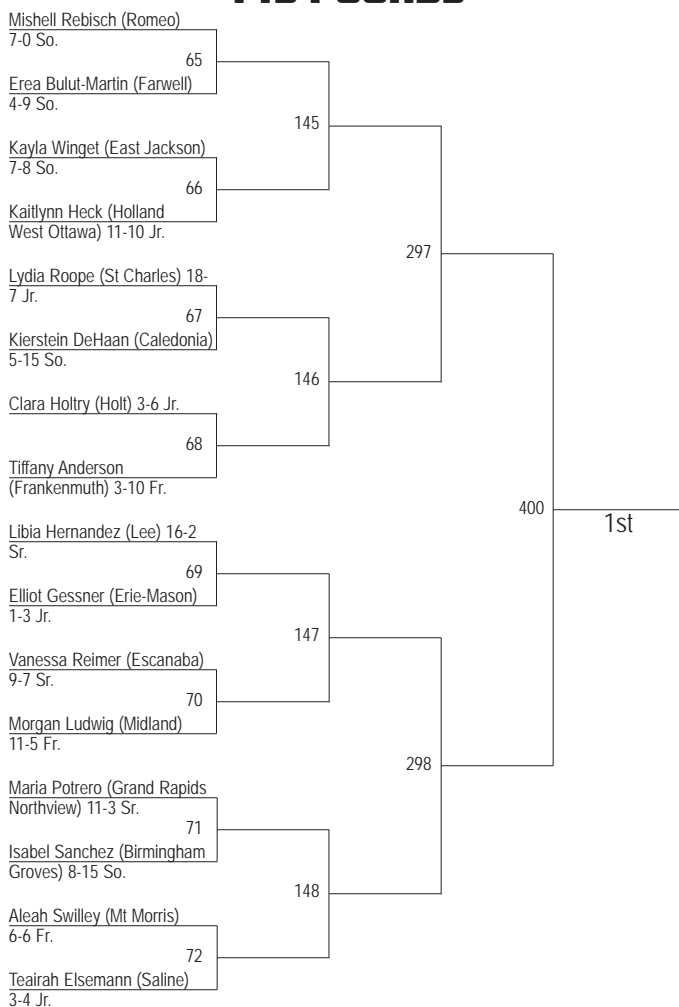 POUNDS
Mishell Rebisch (Romeo)
7-0 So.
65
Erea Bulut-Martin (Farwell)
4-9 So.
145
Kayla Winget (East Jackson)
7-8 So.
66
Kaitlynn Heck (Holland
West Ottawa) 11-10 Jr.
297
Lydia Roope (St Charles) 18-
7 Jr.
67
Kierstein DeHaan (Caledonia)
5-15 So.
146
Clara Holtry (Holt) 3-6 Jr.
68
Tiffany Anderson
(Frankenmuth) 3-10 Fr.
400
1st
Libia Hernandez (Lee) 16-2
Sr.
69
Elliot Gessner (Erie-Mason)
1-3 Jr.
147
Vanessa Reimer (Escanaba)
9-7 Sr.
70
Morgan Ludwig (Midland)
11-5 Fr.
298
Maria Potrero (Grand Rapids
Northview) 11-3 Sr.
71
Isabel Sanchez (Birmingham
Groves) 8-15 So.
148
Aleah Swilley (Mt Morris)
6-6 Fr.
72
Teairah Elsemann (Saline)
3-4 Jr.